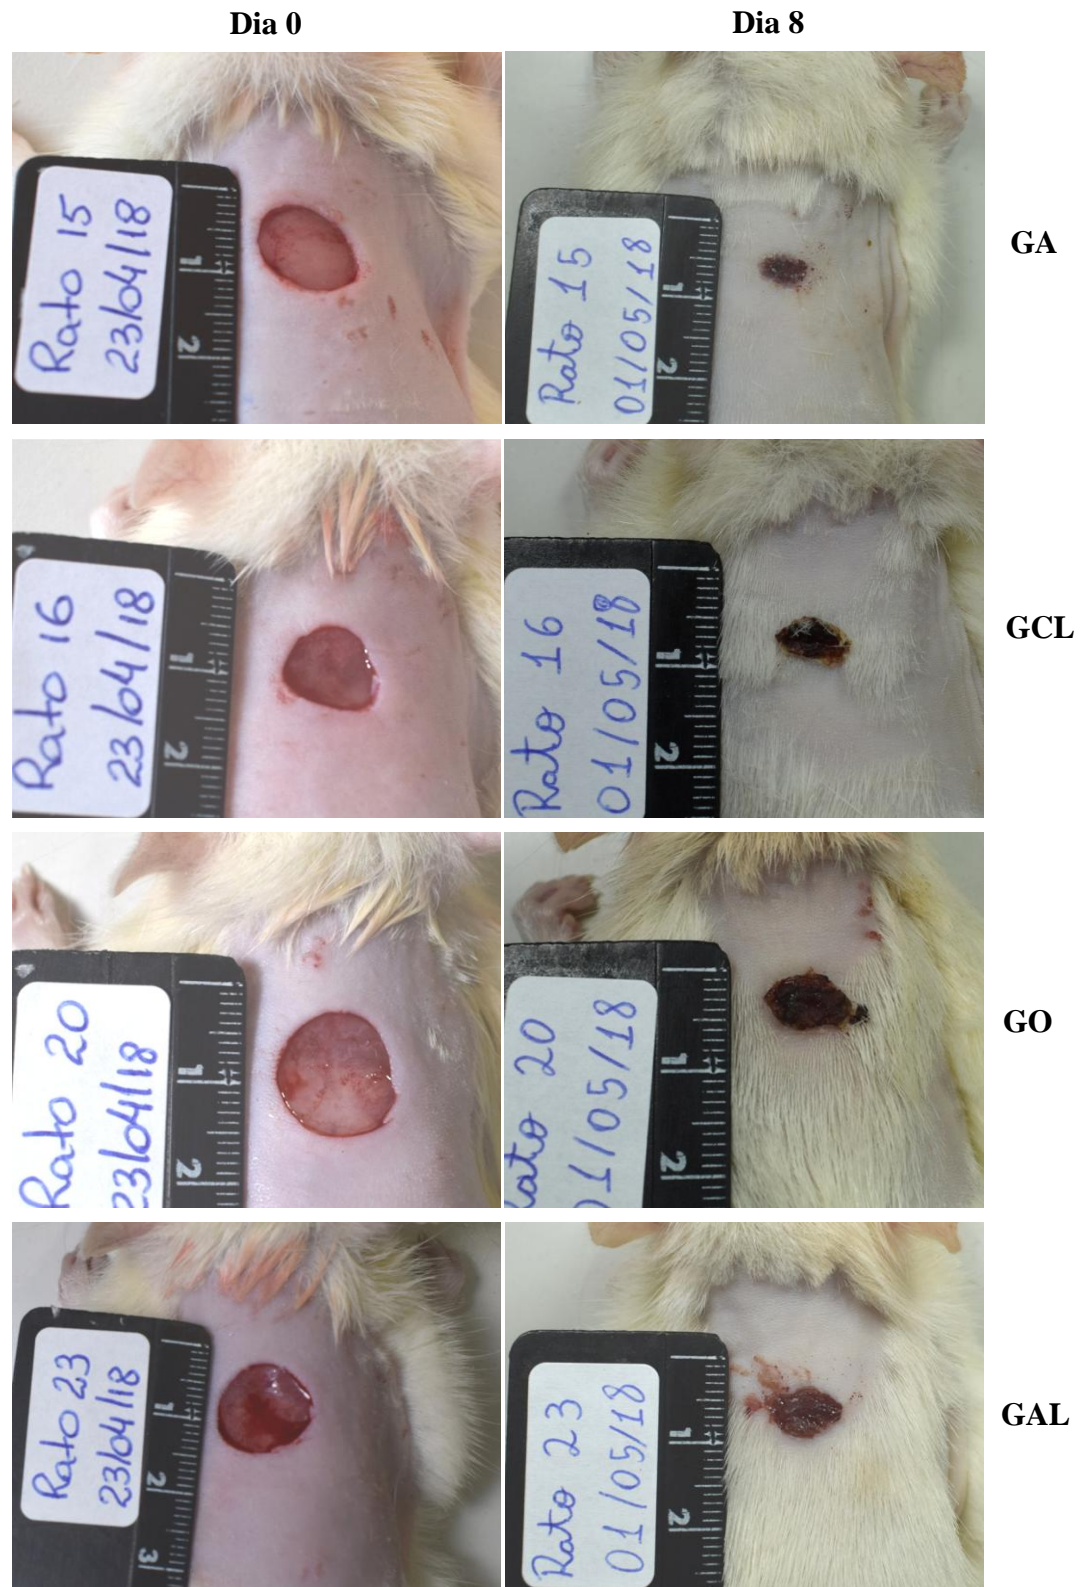 Dia 0
Dia 8
Rato 15
23/04/18
1
2
Rato 15
01/05/18
1
2
GA
Rato 16
23/04/18
1
2
Rato 16
01/05/18
1
2
GCL
Rato 20
23/04/18
1
2
Rato 20
01/05/18
1
2
GO
Rato 23
23/04/18
1
2
3
Rato 23
01/05/18
1
2
GAL